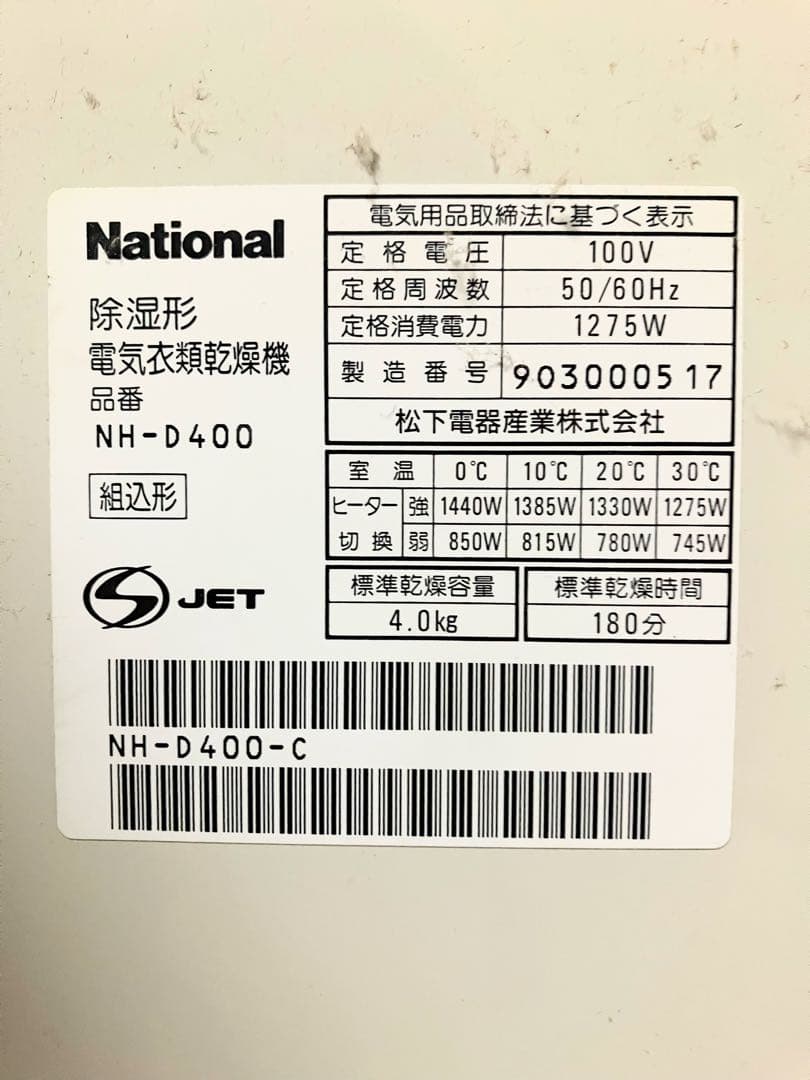 National
除湿形
電気衣類乾燥機
品番
NH-D400
組込形
S JET
電気用品取締法に基づく表示
定格電圧 100V
定格周波数 50/60Hz
定格消費電力 1275W
製造番号 903000517
松下電器産業株式会社
室温 0℃ 10℃ 20℃ 30℃
ヒーター 強 1440W 1385W 1330W 1275W
切換 弱 850W 815W 780W 745W
標準乾燥容量 標準乾燥時間
4.0kg 180分
NH-D400-C